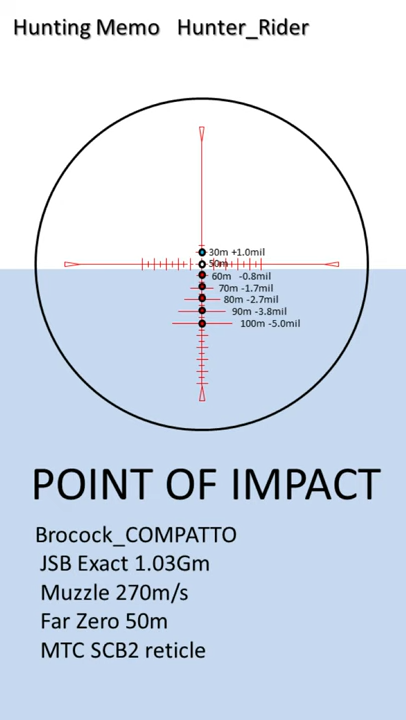 Hunting Memo Hunter_Rider
30m +1.0mil
50m
60m -0.8mil
70m -1.7mil
80m -2.7mil
90m -3.8mil
100m -5.0mil
POINT OF IMPACT
Brocock_COMPATTO
JSB Exact 1.03Gm
Muzzle 270m/s
Far Zero 50m
MTC SCB2 reticle